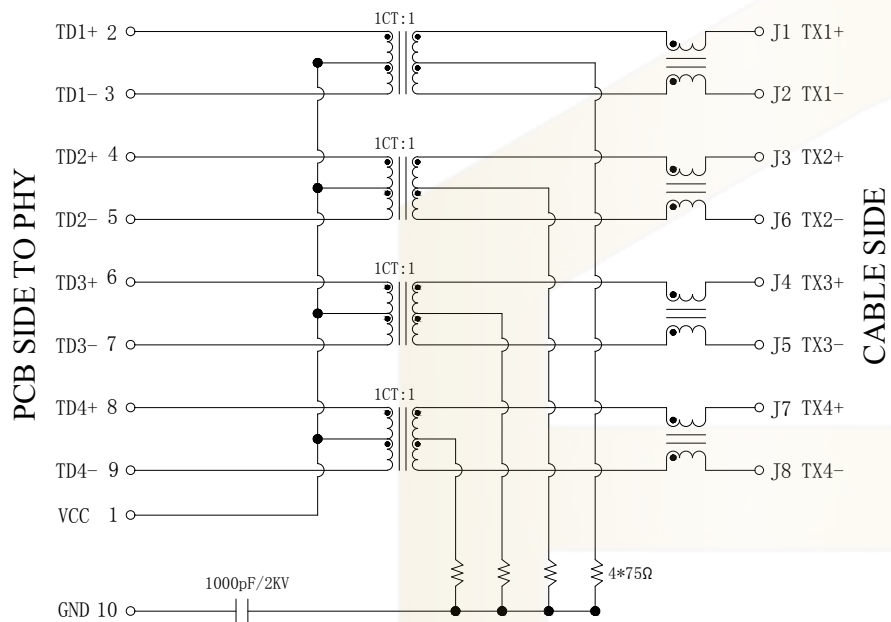 1CT:1
TD1+ 2
J1 TX1+
TD1- 3
J2 TX1-
1CT:1
TD2+ 4
J3 TX2+
TD2- 5
J6 TX2-
1CT:1
TD3+ 6
J4 TX3+
TD3- 7
J5 TX3-
1CT:1
TD4+ 8
J7 TX4+
TD4- 9
J8 TX4-
VCC 1
4*75Ω
1000pF/2KV
GND 10
PCB SIDE TO PHY
CABLE SIDE